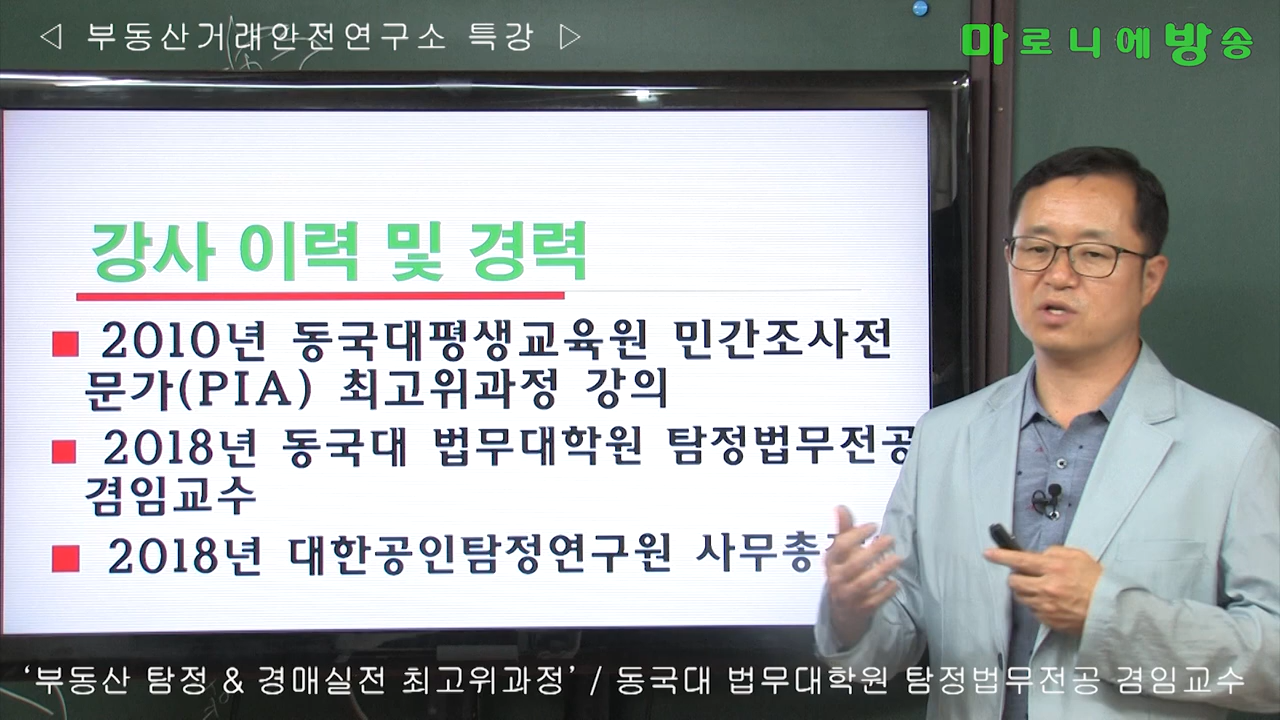 ◁ 부동산거래안전연구소 특강 ▷
마로니에방송
강사 이력 및 경력
■ 2010년 동국대평생교육원 민간조사전
문가(PIA) 최고위과정 강의
■ 2018년 동국대 법무대학원 탐정법무전공
겸임교수
■ 2018년 대한공인탐정연구원 사무총
‘부동산 탐정 & 경매실전 최고위과정’ / 동국대 법무대학원 탐정법무전공 겸임교수